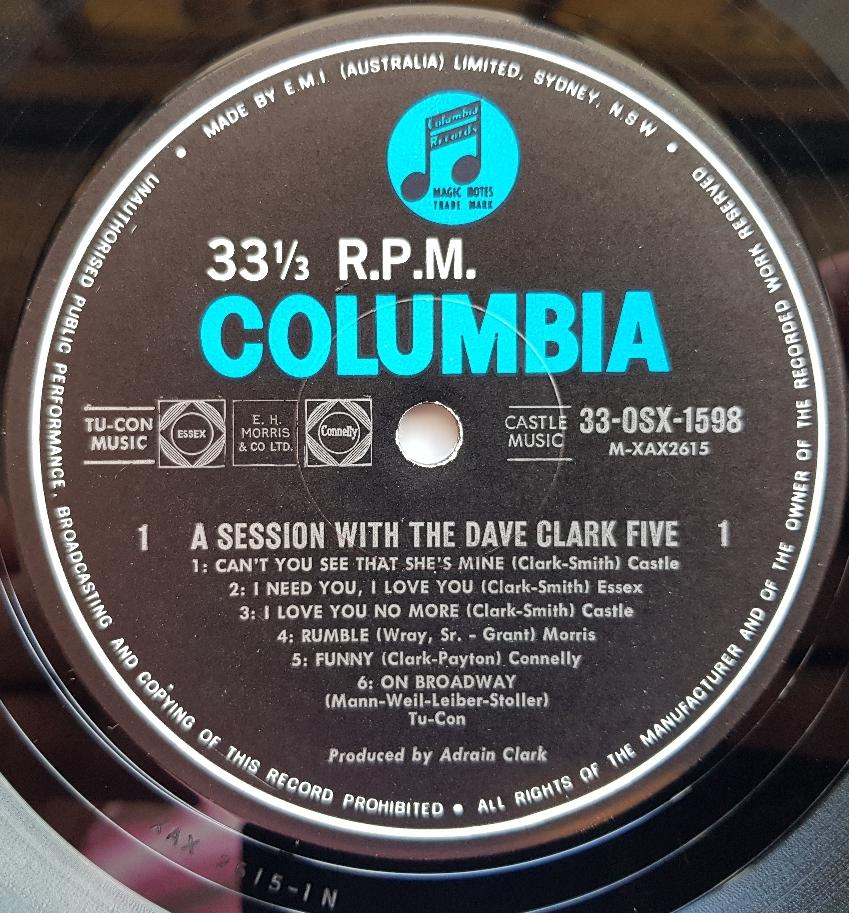 MADE BY E.M.I (AUSTRALIA) LIMITED, SYDNEY, N.S W
Columbia
Records
MAGIC NOTES
TRADE MARK
33⅓ R.P.M.
COLUMBIA
TU-CON
MUSIC
ESSEX
E. H.
MORRIS
& CO LTD.
Connelly
CASTLE
MUSIC
33-OSX-1598
M-XAX2615
1 A SESSION WITH THE DAVE CLARK FIVE 1
1: CAN'T YOU SEE THAT SHE'S MINE (Clark-Smith) Castle
2: I NEED YOU, I LOVE YOU (Clark-Smith) Essex
3: I LOVE YOU NO MORE (Clark-Smith) Castle
4: RUMBLE (Wray, Sr. - Grant) Morris
5: FUNNY (Clark-Payton) Connelly
6: ON BROADWAY
(Mann-Weil-Leiber-Stoller)
Tu-Con
Produced by Adrain Clark
UNAUTHORISED PUBLIC PERFORMANCE, BROADCASTING AND COPYING OF THIS RECORD PROHIBITED • ALL RIGHTS OF THE MANUFACTURER AND OF THE OWNER OF THE RECORDED WORK RESERVED
XAX 2615-1N